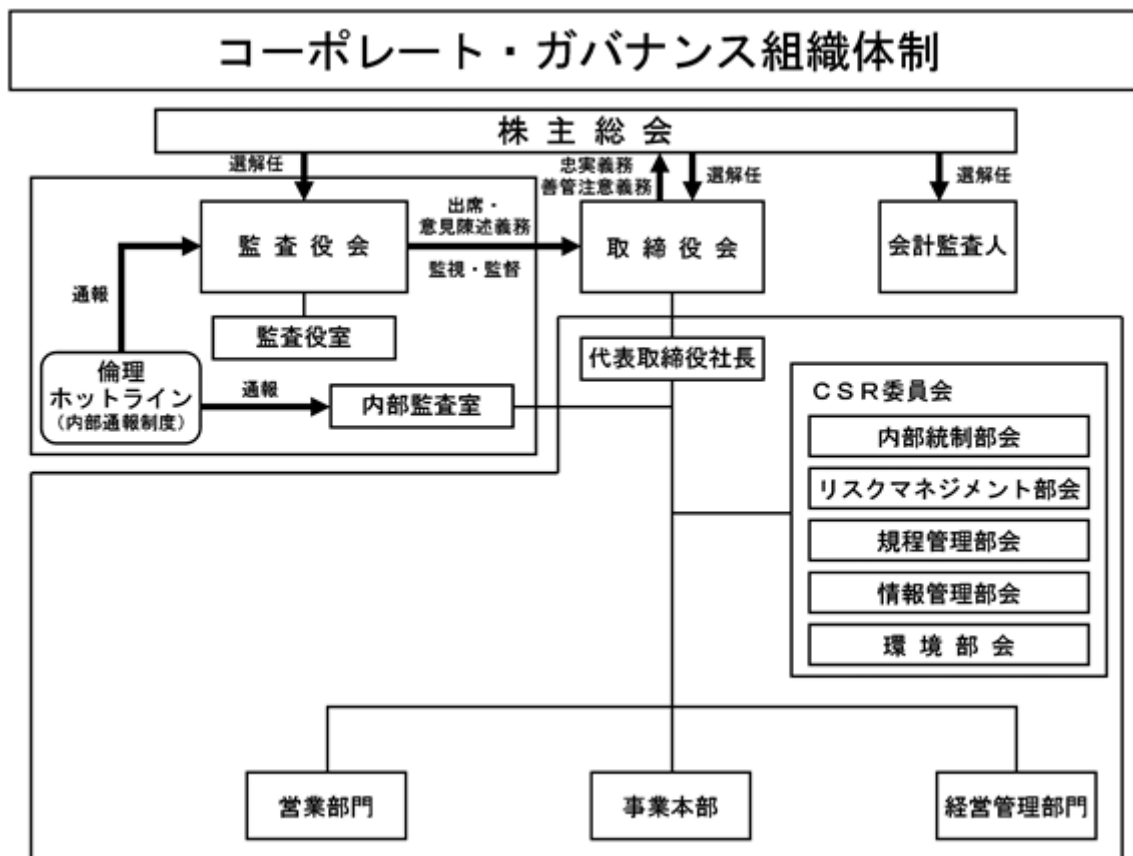 コーポレート・ガバナンス組織体制
株主総会
選解任
忠実義務
善管注意義務
選解任
選解任
監査役会
出席・
意見陳述義務
監視・監督
取締役会
会計監査人
通報
監査役室
代表取締役社長
倫理
ホットライン
(内部通報制度)
通報
内部監査室
CSR委員会
内部統制部会
リスクマネジメント部会
規程管理部会
情報管理部会
環境部会
営業部門
事業本部
経営管理部門